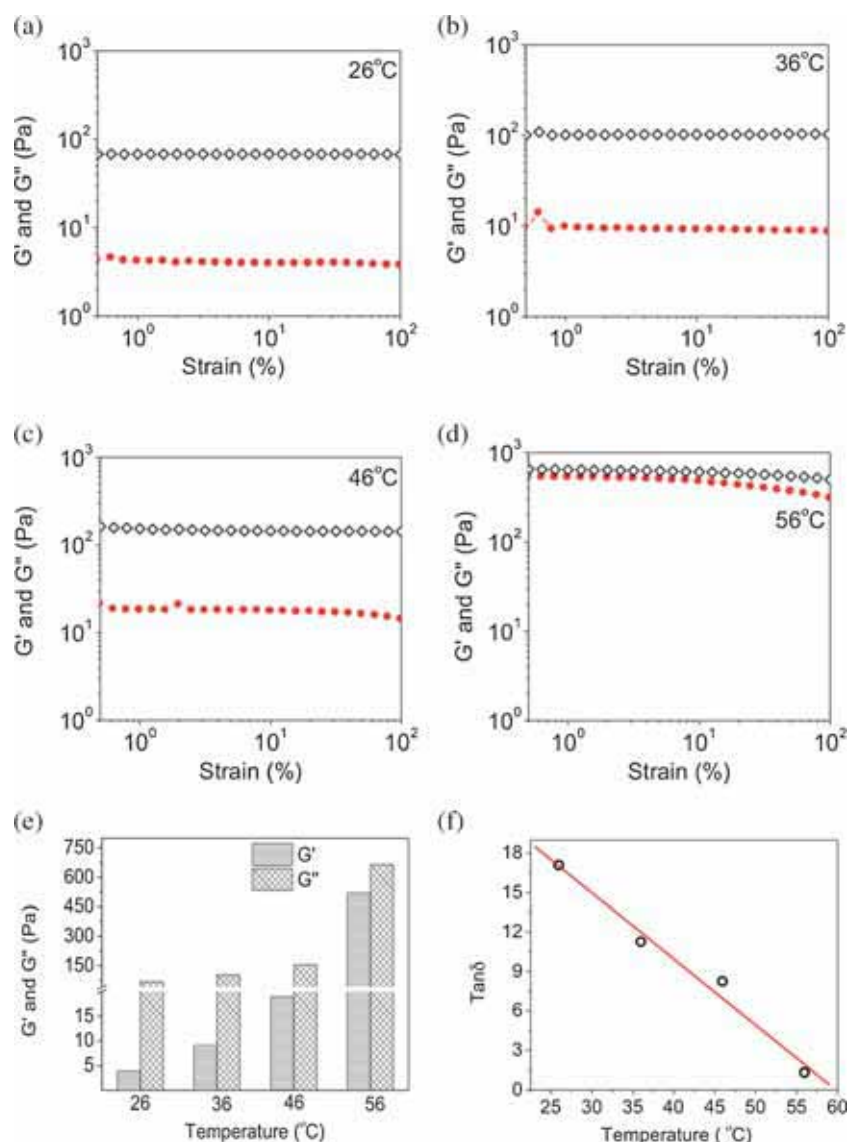 (a)
10³
10²
10¹
10⁰
G' and G" (Pa)
26°C
10⁰ 10¹ 10²
Strain (%)
(b)
10³
10²
10¹
10⁰
G' and G" (Pa)
36°C
10⁰ 10¹ 10²
Strain (%)
(c)
10³
10²
10¹
10⁰
G' and G" (Pa)
46°C
10⁰ 10¹ 10²
Strain (%)
(d)
10³
10²
10¹
10⁰
G' and G" (Pa)
56°C
10⁰ 10¹ 10²
Strain (%)
(e)
750
600
450
300
150
15
10
5
G' and G" (Pa)
G'
G"
26 36 46 56
Temperature (°C)
(f)
18
15
12
9
6
3
0
Tanδ
25 30 35 40 45 50 55 60
Temperature ( °C)